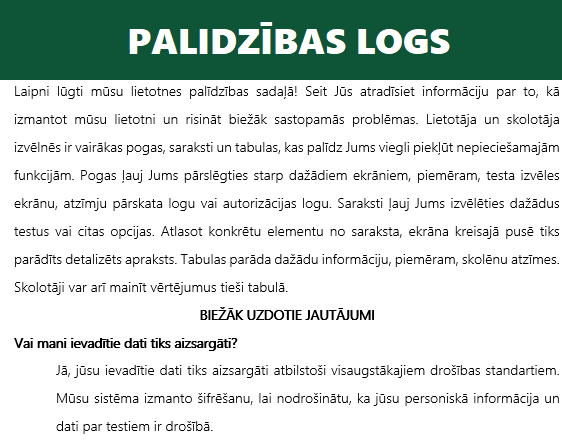 PALIDZĪBAS LOGS
Laipni lūgti mūsu lietotnes palīdzības sadaļā! Seit Jūs atradīsiet informāciju par to, kā
izmantot mūsu lietotni un risināt biežāk sastopamās problēmas. Lietotāja un skolotāja
izvēlnēs ir vairākas pogas, saraksti un tabulas, kas palīdz Jums viegli piekļūt nepieciešamajām
funkcijām. Pogas ļauj Jums pārslēgties starp dažādiem ekrāniem, piemēram, testa izvēles
ekrānu, atzīmju pārskata logu vai autorizācijas logu. Saraksti ļauj Jums izvēlēties dažādus
testus vai citas opcijas. Atlasot konkrētu elementu no saraksta, ekrāna kreisajā pusē tiks
parādīts detalizēts apraksts. Tabulas parāda dažādu informāciju, piemēram, skolēnu atzīmes.
Skolotāji var arī mainīt vērtējumus tieši tabulā.
BIEŽĀK UZDOTIE JAUTĀJUMI
Vai mani ievadītie dati tiks aizsargāti?
Jā, jūsu ievadītie dati tiks aizsargāti atbilstoši visaugstākajiem drošības standartiem.
Mūsu sistēma izmanto šifrēšanu, lai nodrošinātu, ka jūsu personiskā informācija un
dati par testiem ir drošībā.